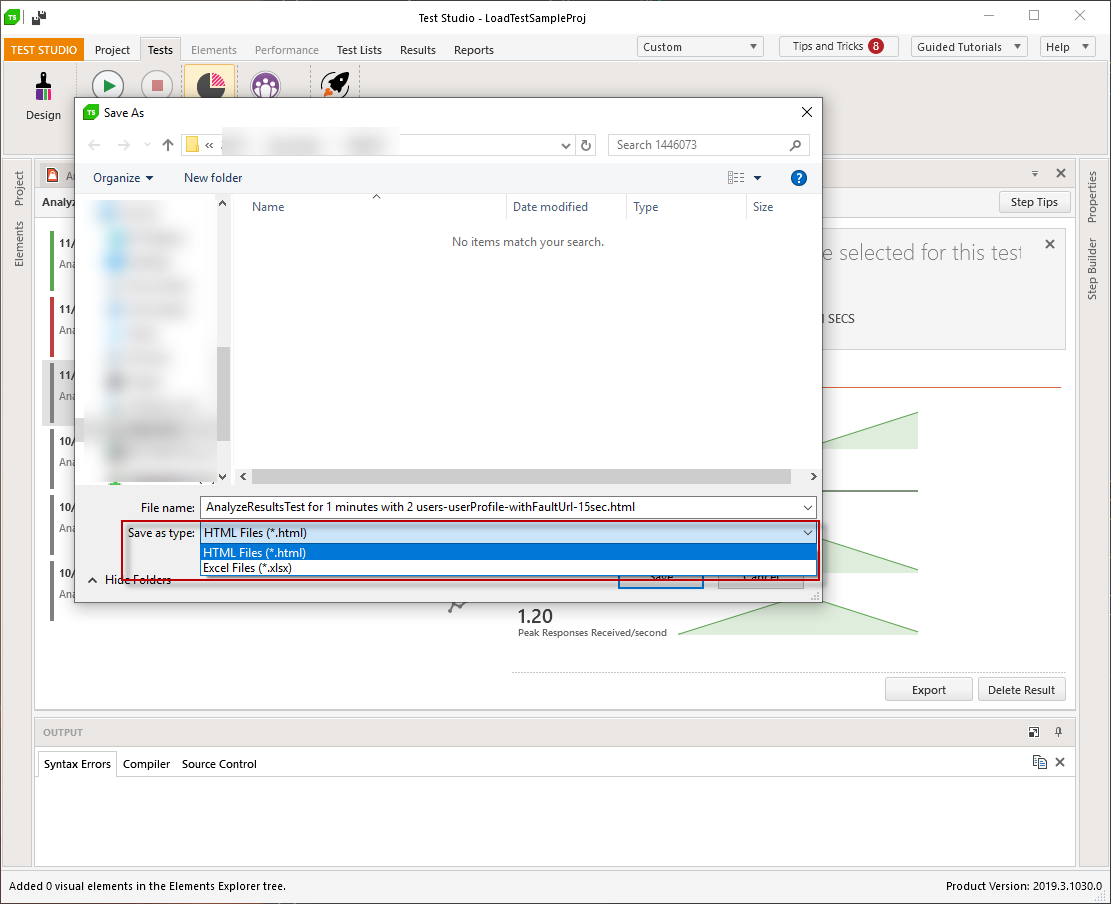 TS
Test Studio - LoadTestSampleProj
TEST STUDIO
Project
Tests
Elements
Performance
Test Lists
Results
Reports
Custom
Tips and Tricks 8
Guided Tutorials
Help
Design
TS Save As
«
Search 1446073
Organize
New folder
?
Name
Date modified
Type
Size
No items match your search.
File name:
AnalyzeResultsTest for 1 minutes with 2 users-userProfile-withFaultUrl-15sec.html
Save as type:
HTML Files (*.html)
HTML Files (*.html)
Excel Files (*.xlsx)
Hide Folders
Save
Cancel
Project
Elements
Properties
Step Builder
Analyz
Step Tips
11/
Ana
11/
Ana
11/
Ana
10/
Ana
10/
Ana
10/
Ana
e selected for this test
SECS
1.20
Peak Responses Received/second
Export
Delete Result
OUTPUT
Syntax Errors
Compiler
Source Control
Added 0 visual elements in the Elements Explorer tree.
Product Version: 2019.3.1030.0